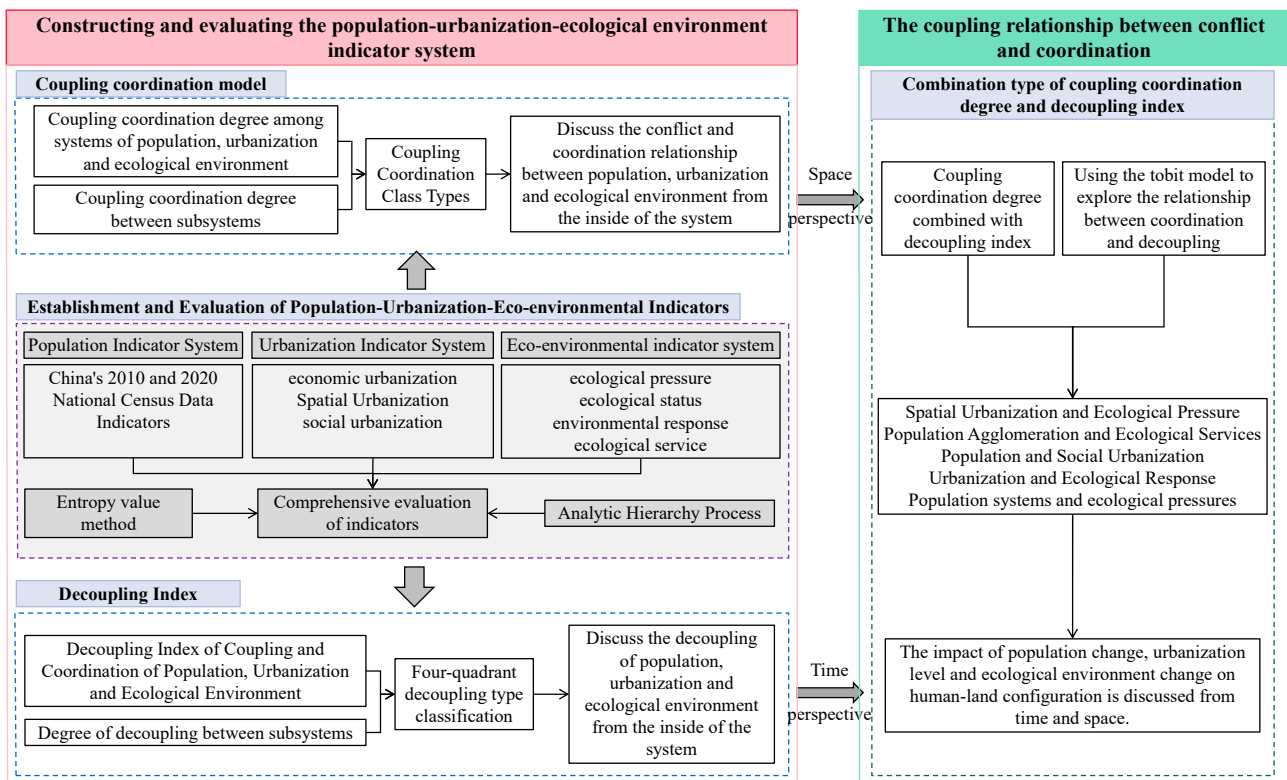 Constructing and evaluating the population-urbanization-ecological environment
indicator system
Coupling coordination model
Coupling coordination degree among
systems of population, urbanization
and ecological environment
Coupling coordination degree
between subsystems
Coupling
Coordination
Class Types
Discuss the conflict and
coordination relationship
between population, urbanization
and ecological environment from
the inside of the system
Establishment and Evaluation of Population-Urbanization-Eco-environmental Indicators
Population Indicator System
China's 2010 and 2020
National Census Data
Indicators
Urbanization Indicator System
economic urbanization
Spatial Urbanization
social urbanization
Eco-environmental indicator system
ecological pressure
ecological status
environmental response
ecological service
Entropy value
method
Comprehensive evaluation
of indicators
Analytic Hierarchy Process
Decoupling Index
Decoupling Index of Coupling and
Coordination of Population, Urbanization
and Ecological Environment
Degree of decoupling between subsystems
Four-quadrant
decoupling type
classification
Discuss the decoupling
of population,
urbanization and
ecological environment
from the inside of the
system
Space
perspective
Time
perspective
The coupling relationship between conflict
and coordination
Combination type of coupling coordination
degree and decoupling index
Coupling
coordination degree
combined with
decoupling index
Using the tobit model to
explore the relationship
between coordination
and decoupling
Spatial Urbanization and Ecological Pressure
Population Agglomeration and Ecological Services
Population and Social Urbanization
Urbanization and Ecological Response
Population systems and ecological pressures
The impact of population change, urbanization
level and ecological environment change on
human-land configuration is discussed from
time and space.